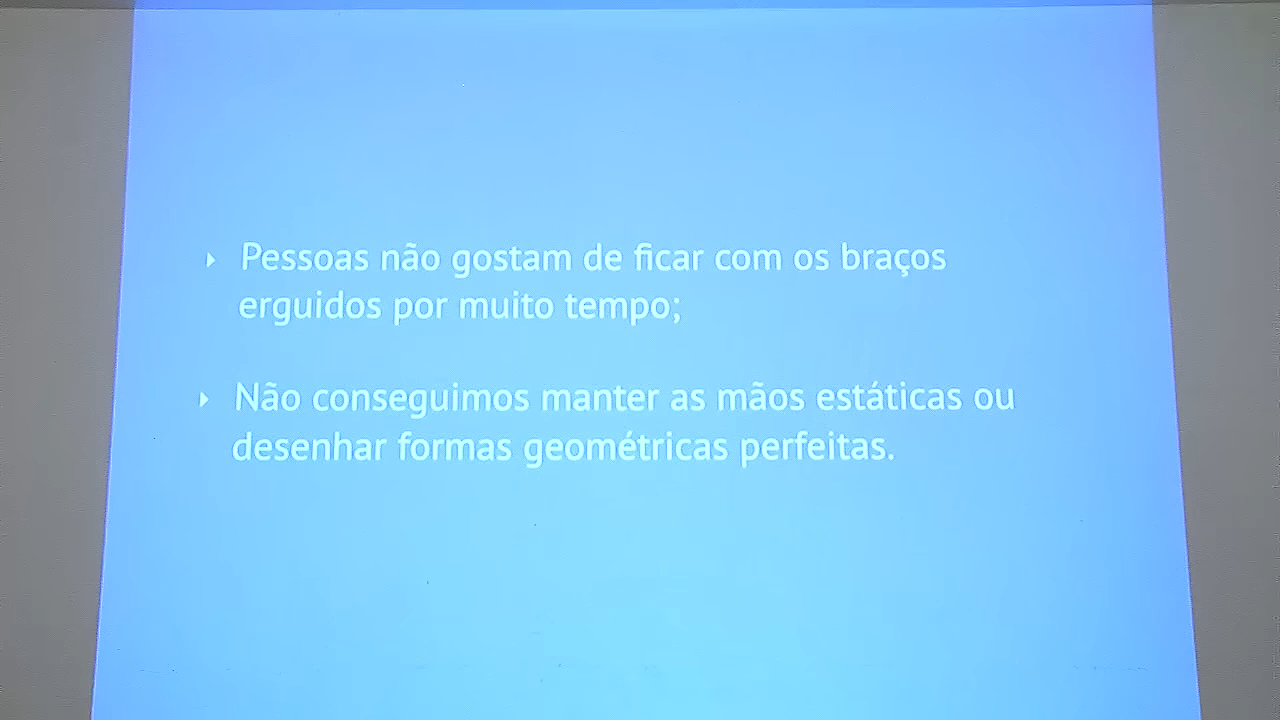 Pessoas não gostam de ficar com os braços
erguidos por muito tempo;
Não conseguimos manter as mãos estáticas ou
desenhar formas geométricas perfeitas.